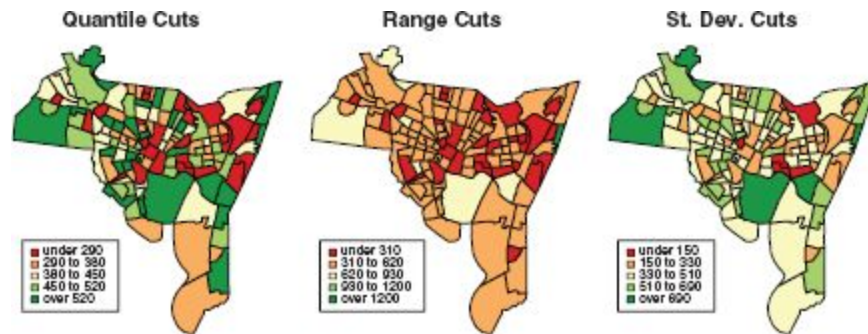 Quantile Cuts
Range Cuts
St. Dev. Cuts
under 290
290 to 380
380 to 450
450 to 520
over 520
under 310
310 to 620
620 to 930
930 to 1200
over 1200
under 150
150 to 330
330 to 510
510 to 690
over 690